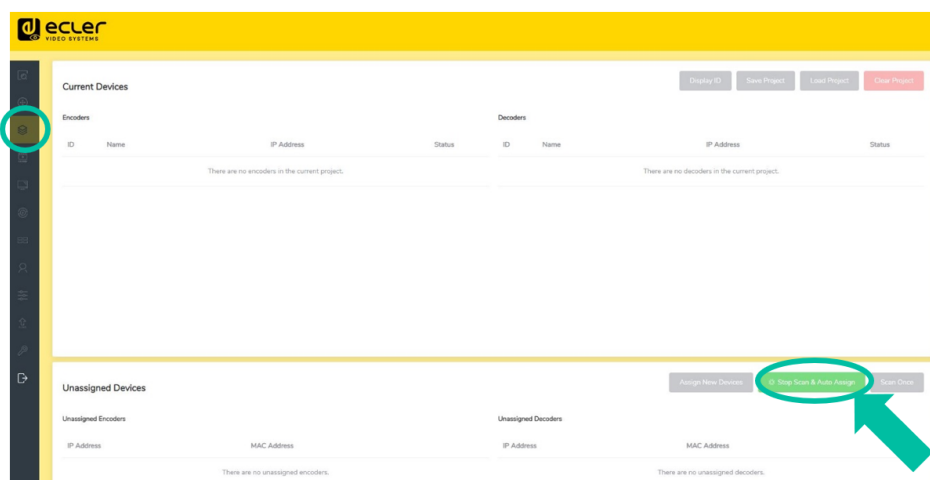 ecler
VIDEO SYSTEMS
Current Devices
Display ID
Save Project
Load Project
Clear Project
Encoders
Decoders
ID Name IP Address Status
ID Name IP Address Status
There are no encoders in the current project.
There are no decoders in the current project.
Unassigned Devices
Assign New Devices
Stop Scan & Auto Assign
Scan Once
Unassigned Encoders
Unassigned Decoders
IP Address MAC Address
IP Address MAC Address
There are no unassigned encoders.
There are no unassigned decoders.